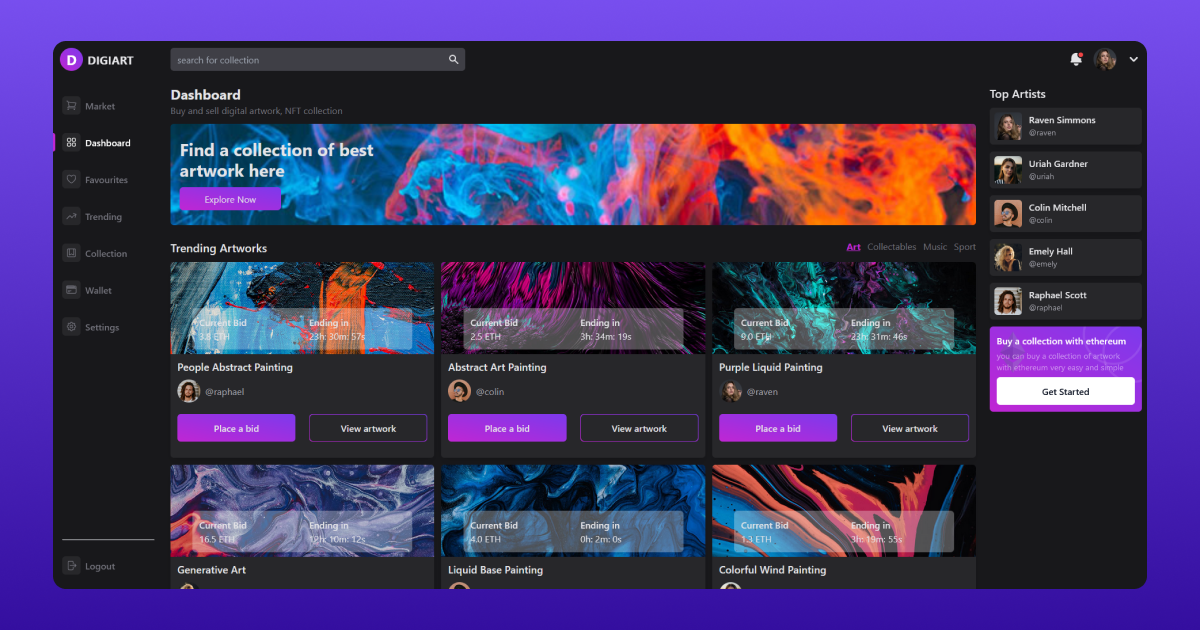 D DIGIART
search for collection
Market
Dashboard
Favourites
Trending
Collection
Wallet
Settings
Logout
Dashboard
Buy and sell digital artwork, NFT collection
Find a collection of best
artwork here
Explore Now
Trending Artworks
Art Collectables Music Sport
Current Bid Ending in
3.8 ETH 23h: 30m: 57s
People Abstract Painting
@raphael
Place a bid View artwork
Current Bid Ending in
2.5 ETH 3h: 34m: 19s
Abstract Art Painting
@colin
Place a bid View artwork
Current Bid Ending in
9.0 ETH 23h: 31m: 46s
Purple Liquid Painting
@raven
Place a bid View artwork
Current Bid Ending in
16.5 ETH 12h: 10m: 12s
Generative Art
Current Bid Ending in
4.0 ETH 0h: 2m: 0s
Liquid Base Painting
Current Bid Ending in
1.3 ETH 3h: 19m: 55s
Colorful Wind Painting
Top Artists
Raven Simmons
@raven
Uriah Gardner
@uriah
Colin Mitchell
@colin
Emely Hall
@emely
Raphael Scott
@raphael
Buy a collection with ethereum
you can buy a collection of artwork
with ethereum very easy and simple
Get Started